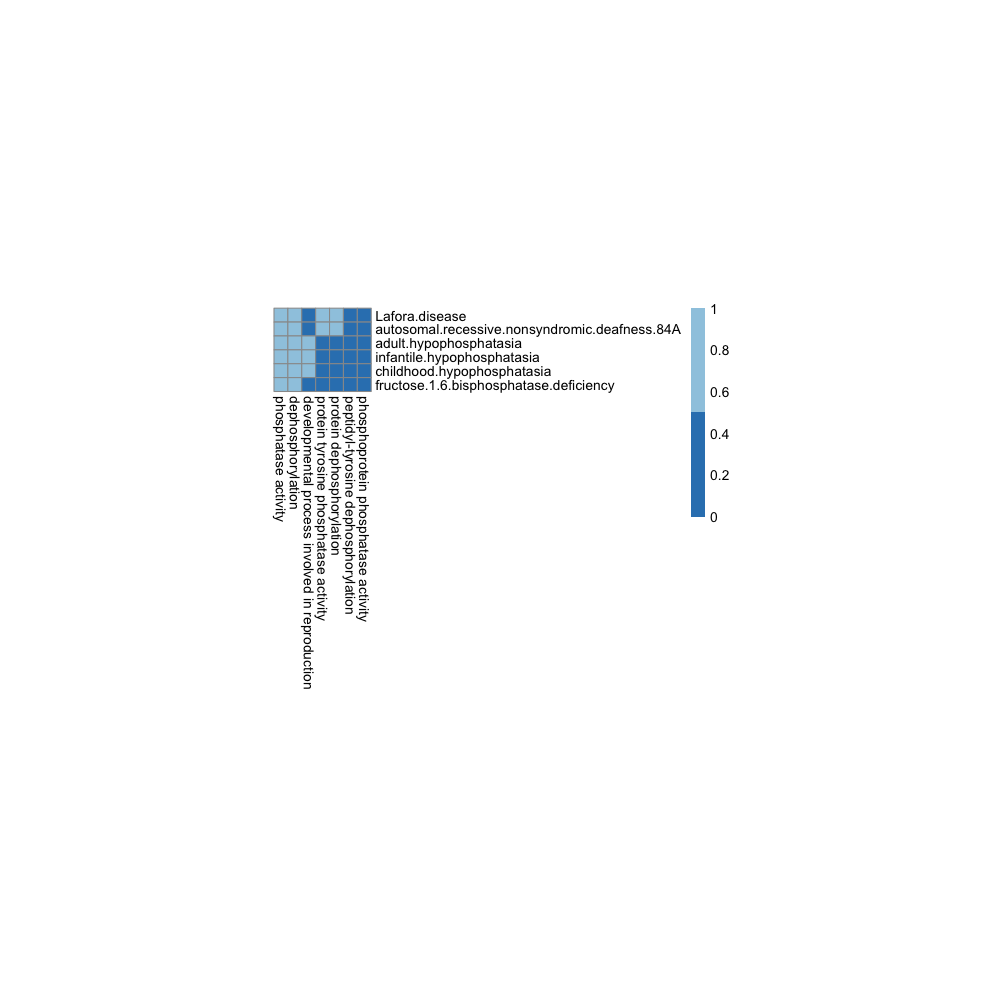 Lafora.disease
autosomal.recessive.nonsyndromic.deafness.84A
adult.hypophosphatasia
infantile.hypophosphatasia
childhood.hypophosphatasia
fructose.1.6.bisphosphatase.deficiency
phosphatase activity
dephosphorylation
developmental process involved in reproduction
protein tyrosine phosphatase activity
protein dephosphorylation
peptidyl-tyrosine dephosphorylation
phosphoprotein phosphatase activity
1
0.8
0.6
0.4
0.2
0